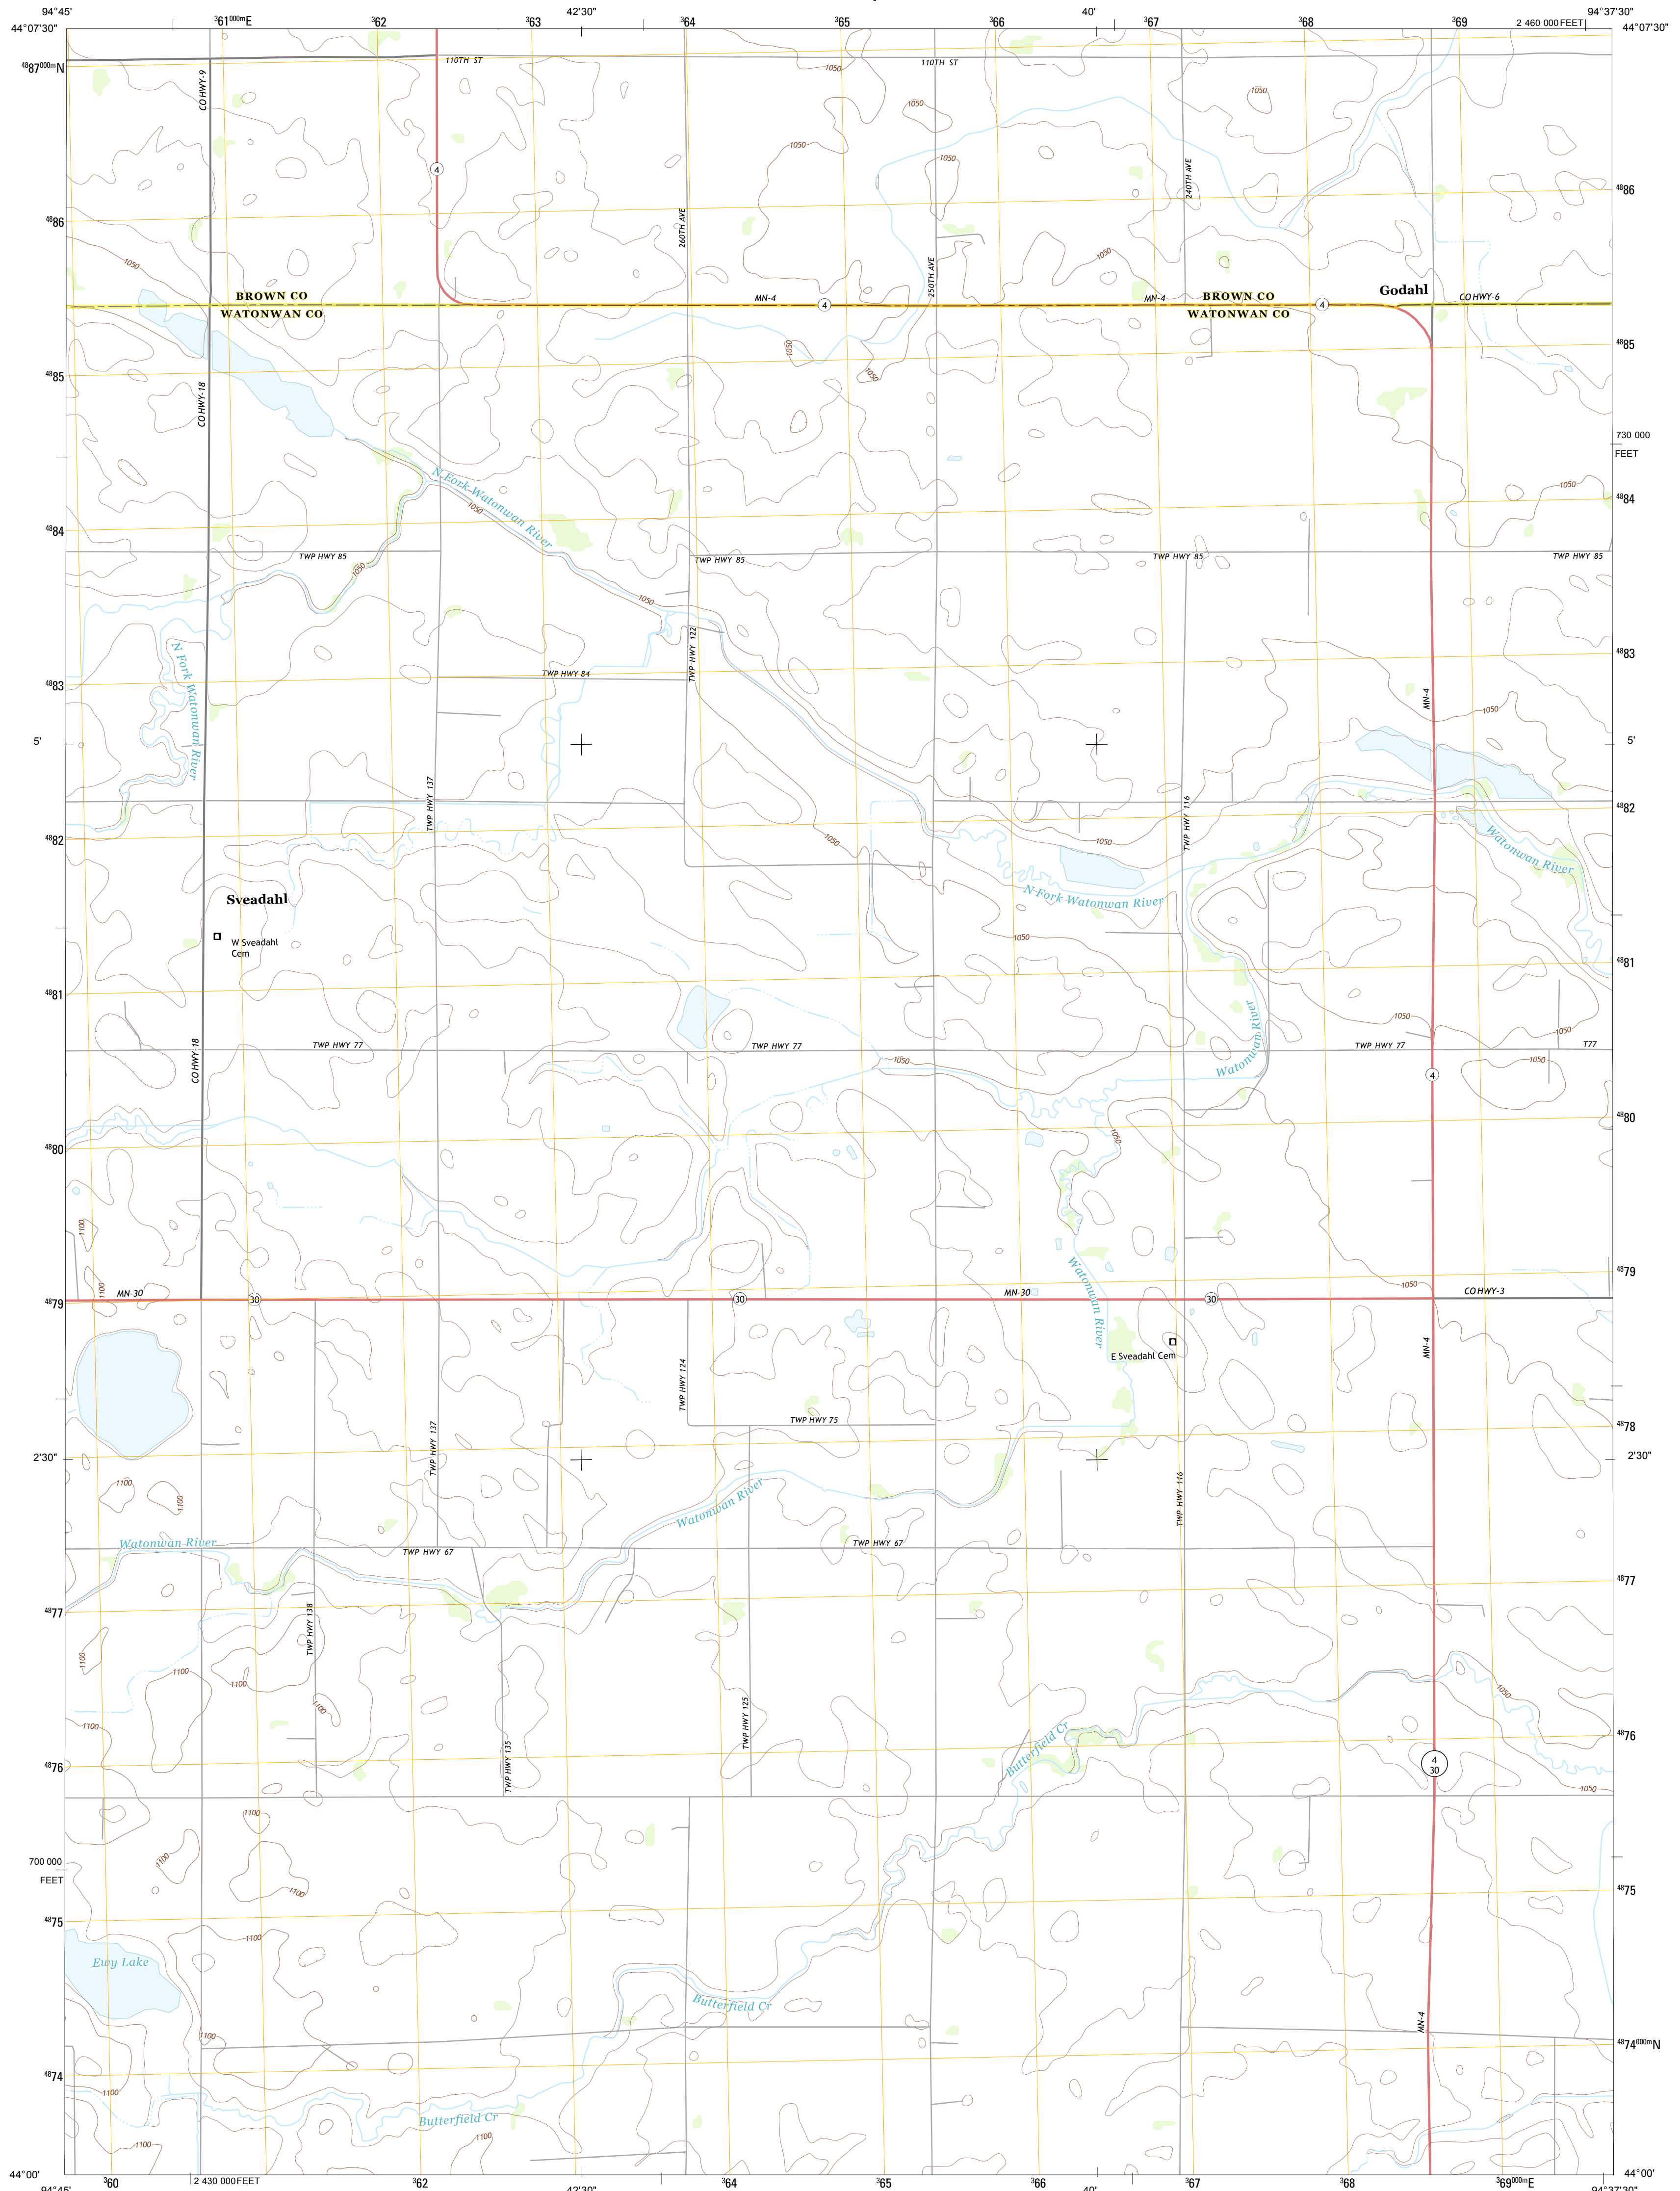 94°45'
³61⁰⁰⁰ᵐE
³62
³63
42'30"
³64
³65
³66
40'
³67
³68
³69
2 460 000 FEET
94°37'30"
44°07'30"
44°07'30"
⁴⁸87⁰⁰⁰ᵐN
110TH ST
110TH ST
1050
1050
1050
CO HWY-9
1050
1050
4
240TH AVE
⁴⁸86
⁴⁸86
260TH AVE
1050
1050
250TH AVE
BROWN CO
WATONWAN CO
MN-4
4
MN-4
BROWN CO
WATONWAN CO
4
Godahl
CO HWY-6
1050
1050
⁴⁸85
⁴⁸85
CO HWY-18
730 000
FEET
N Fork Watonwan River
1050
1050
⁴⁸84
⁴⁸84
TWP HWY 85
TWP HWY 85
TWP HWY 85
TWP HWY 85
1050
1050
TWP HWY 122
N Fork Watonwan River
⁴⁸83
⁴⁸83
TWP HWY 84
MN-4
1050
5'
5'
TWP HWY 137
TWP HWY 116
⁴⁸82
⁴⁸82
1050
1050
Watonwan River
Sveadahl
N Fork Watonwan River
W Sveadahl
Cem
1050
⁴⁸81
⁴⁸81
Watonwan River
1050
1050
CO HWY-18
TWP HWY 77
TWP HWY 77
TWP HWY 77
T77
1050
1050
4
⁴⁸80
⁴⁸80
1050
1100
Watonwan River
⁴⁸79
⁴⁸79
1100
MN-30
30
30
MN-30
30
1050
CO HWY-3
E Sveadahl Cem
MN-4
TWP HWY 124
TWP HWY 75
⁴⁸78
TWP HWY 137
2'30"
2'30"
1100
1100
Watonwan River
TWP HWY 116
Watonwan River
TWP HWY 67
TWP HWY 67
⁴⁸77
⁴⁸77
TWP HWY 138
1100
1100
1100
1100
1050
TWP HWY 125
1100
Butterfield Cr
⁴⁸76
⁴⁸76
TWP HWY 135
4
30
1050
1100
1100
700 000
FEET
1100
⁴⁸75
⁴⁸75
1100
Ewy Lake
Butterfield Cr
MN-4
1100
⁴⁸74⁰⁰⁰ᵐN
⁴⁸74
1100
Butterfield Cr
1100
1100
44°00'
44°00'
³60
2 430 000 FEET
³62
³64
³65
³66
³67
³68
³69⁰⁰⁰ᵐE
94°45'
42'30"
40'
94°37'30"